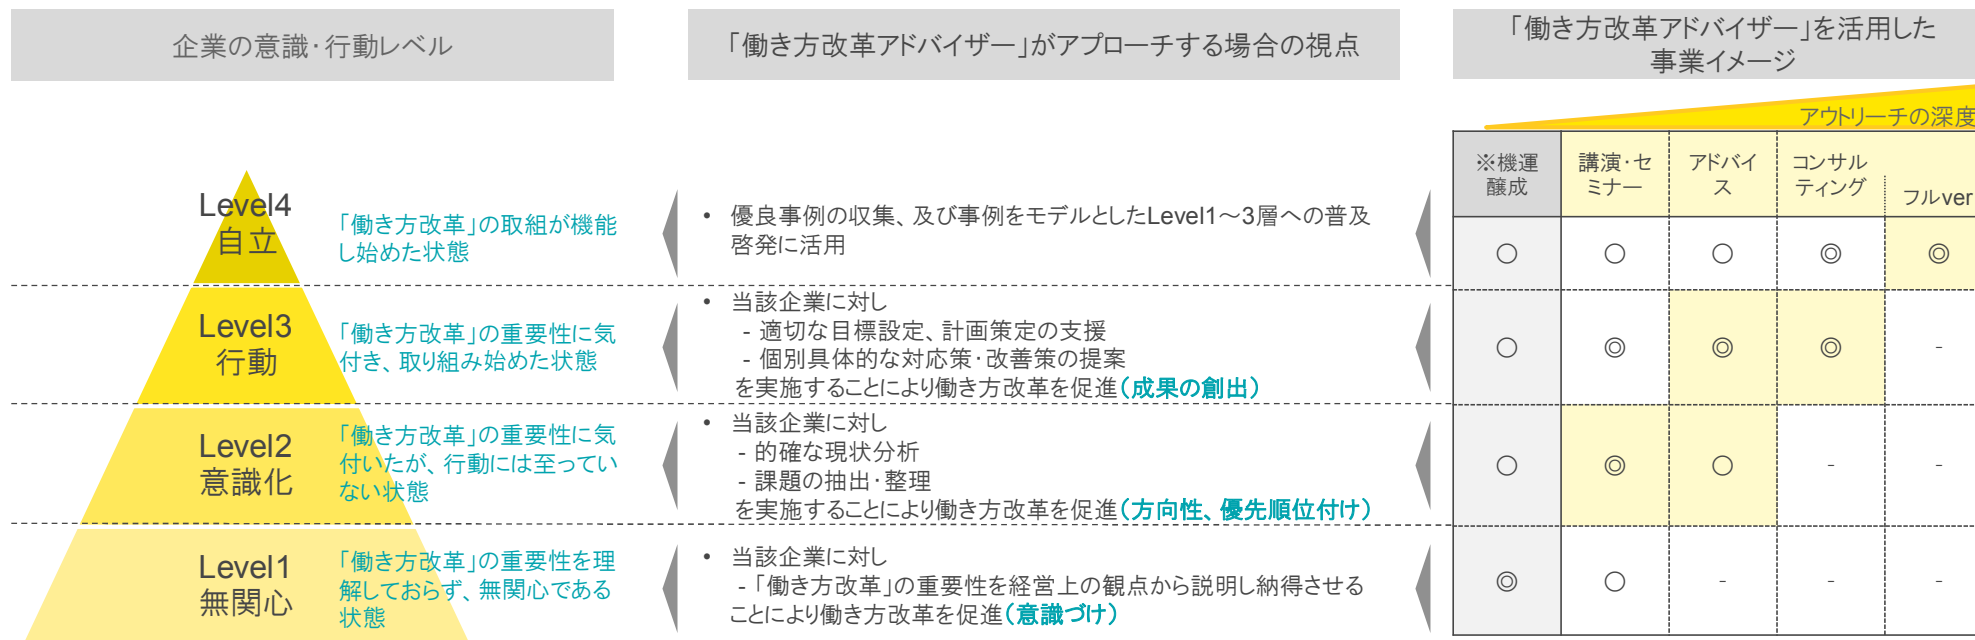 企業の意識･行動レベル
「働き方改革アドバイザー」がアプローチする場合の視点
「働き方改革アドバイザー」を活用した
事業イメージ
アウトリーチの深度
※機運
醸成
講演･セ
ミナー
アドバイ
ス
コンサル
ティング
フルver
Level4
自立
「働き方改革」の取組が機能
し始めた状態
• 優良事例の収集、及び事例をモデルとしたLevel1～3層への普及
啓発に活用
○ ○ ○ ◎ ◎
Level3
行動
「働き方改革」の重要性に気
付き、取り組み始めた状態
• 当該企業に対し
- 適切な目標設定、計画策定の支援
- 個別具体的な対応策･改善策の提案
を実施することにより働き方改革を促進(成果の創出)
○ ◎ ◎ ◎ -
Level2
意識化
「働き方改革」の重要性に気
付いたが、行動には至ってい
ない状態
• 当該企業に対し
- 的確な現状分析
- 課題の抽出･整理
を実施することにより働き方改革を促進(方向性、優先順位付け)
○ ◎ ○ - -
Level1
無関心
「働き方改革」の重要性を理
解しておらず、無関心である
状態
• 当該企業に対し
- 「働き方改革」の重要性を経営上の観点から説明し納得させる
ことにより働き方改革を促進(意識づけ)
◎ ○ - - -